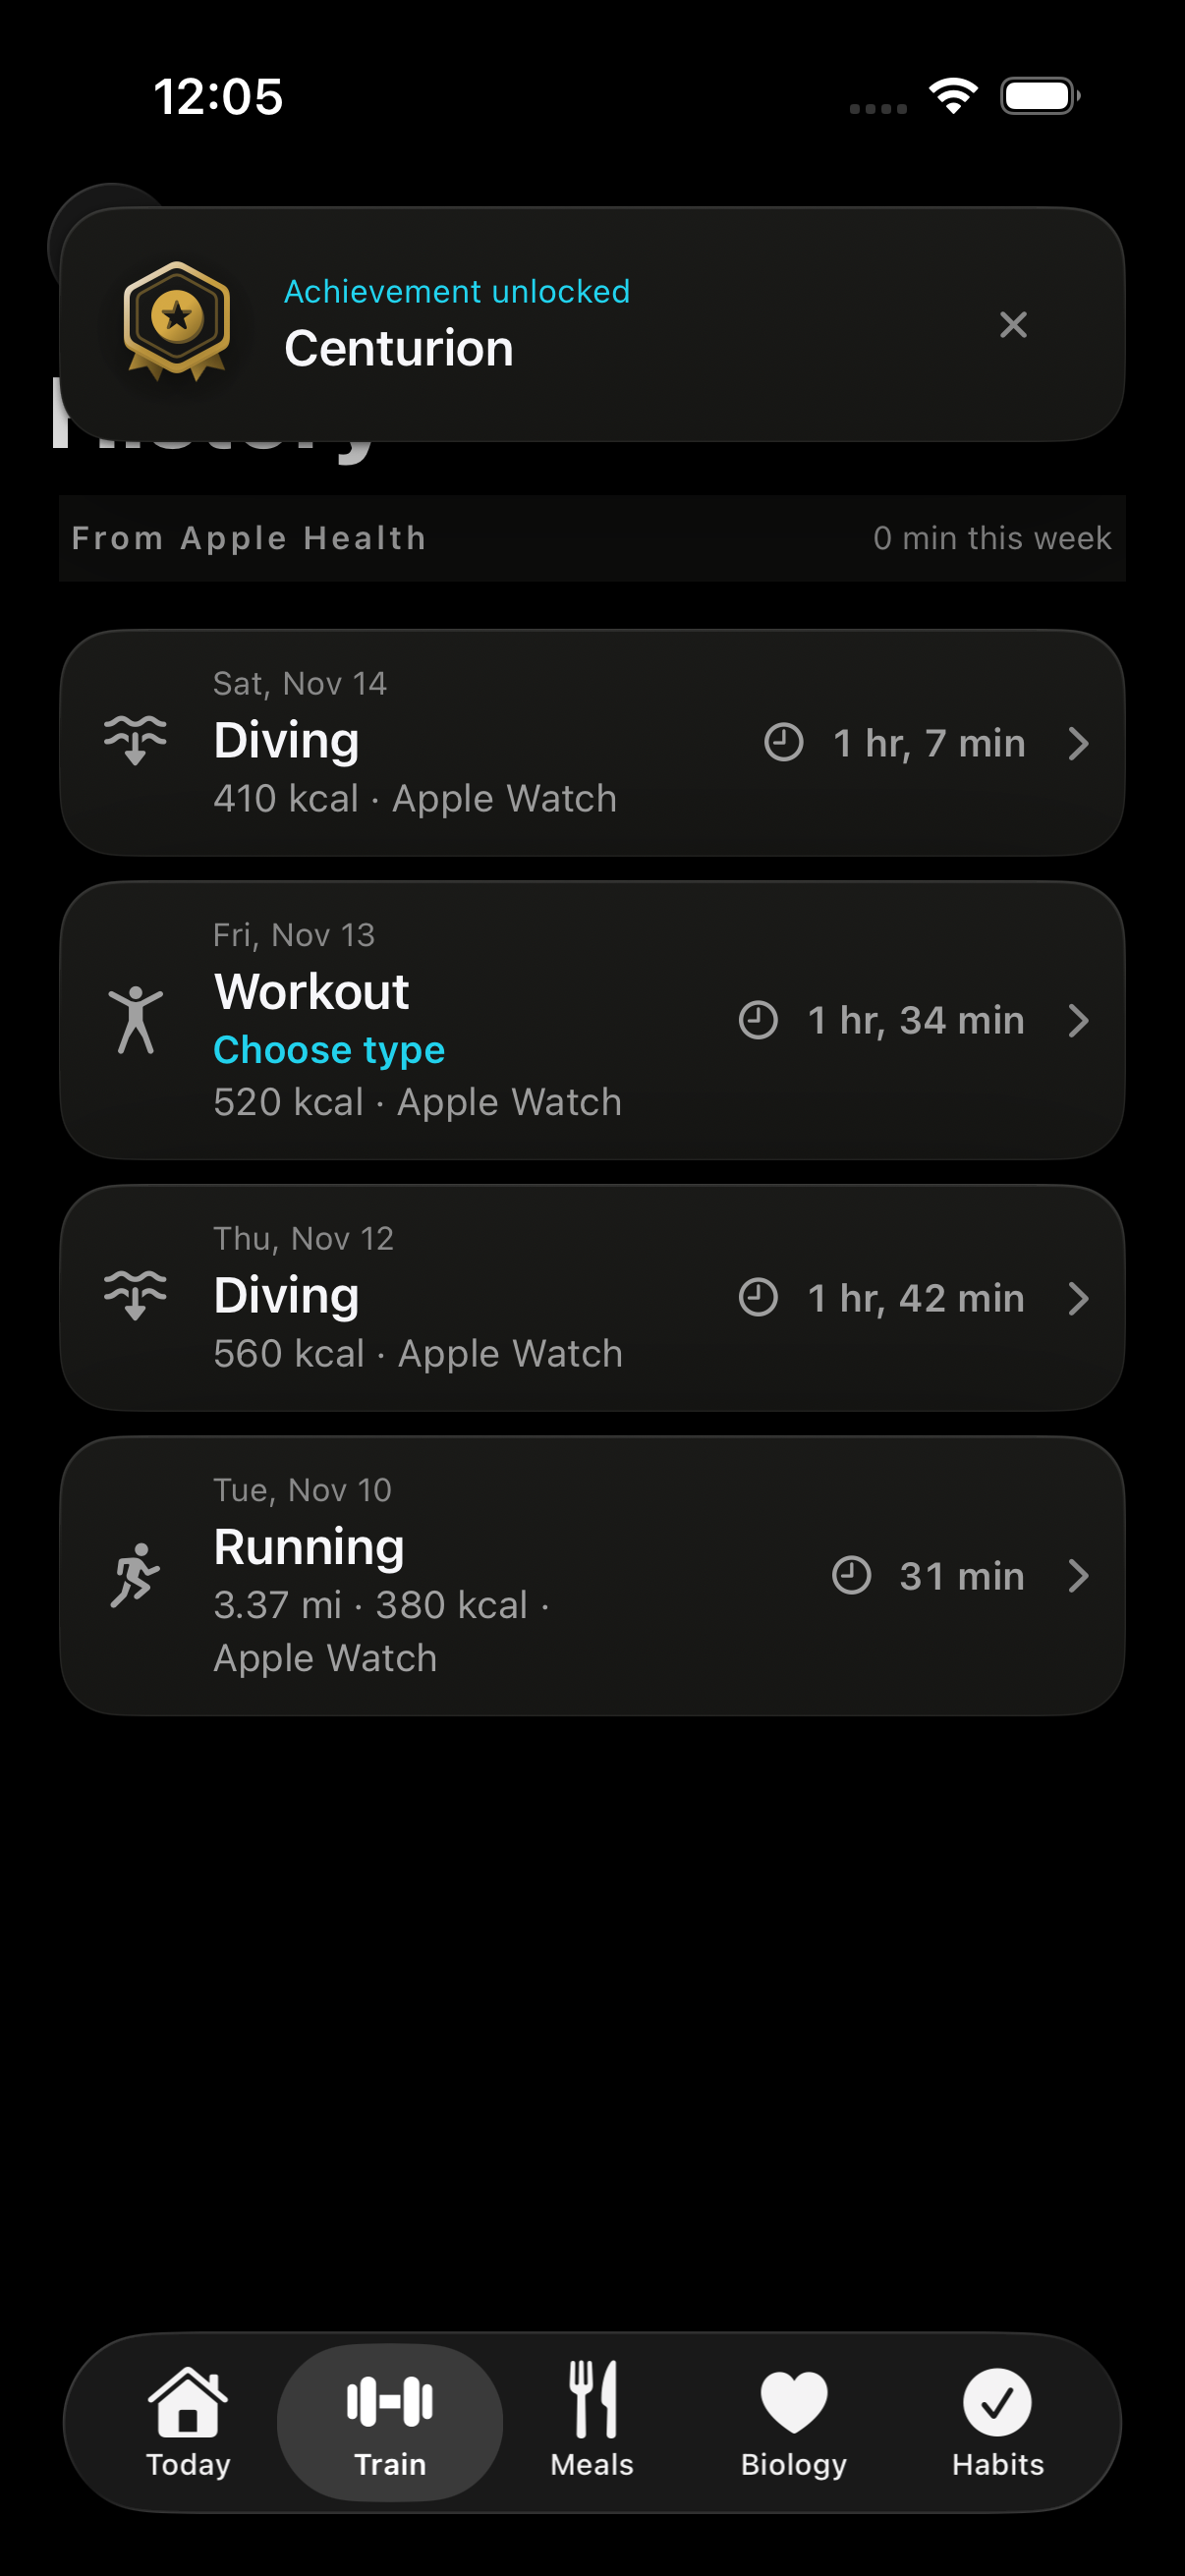 12:05
Achievement unlocked
Centurion
History
From Apple Health
0 min this week
Sat, Nov 14
Diving
1 hr, 7 min
410 kcal · Apple Watch
Fri, Nov 13
Workout
Choose type
1 hr, 34 min
520 kcal · Apple Watch
Thu, Nov 12
Diving
1 hr, 42 min
560 kcal · Apple Watch
Tue, Nov 10
Running
31 min
3.37 mi · 380 kcal ·
Apple Watch
Today
Train
Meals
Biology
Habits